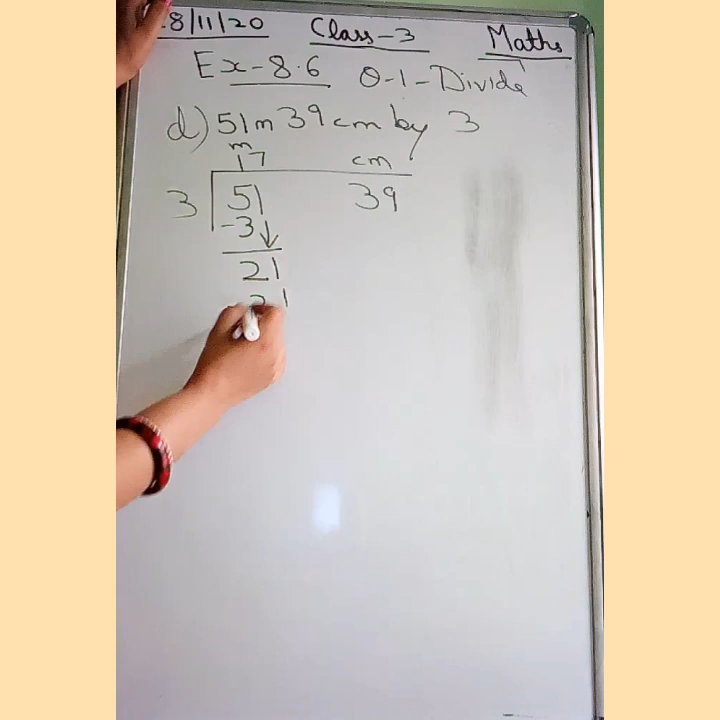 8/11/20 Class-3 Maths
Ex-8.6 Q-1-Divide
d) 51m 39cm by 3
m cm
17
3 51 39
-3↓
21
21